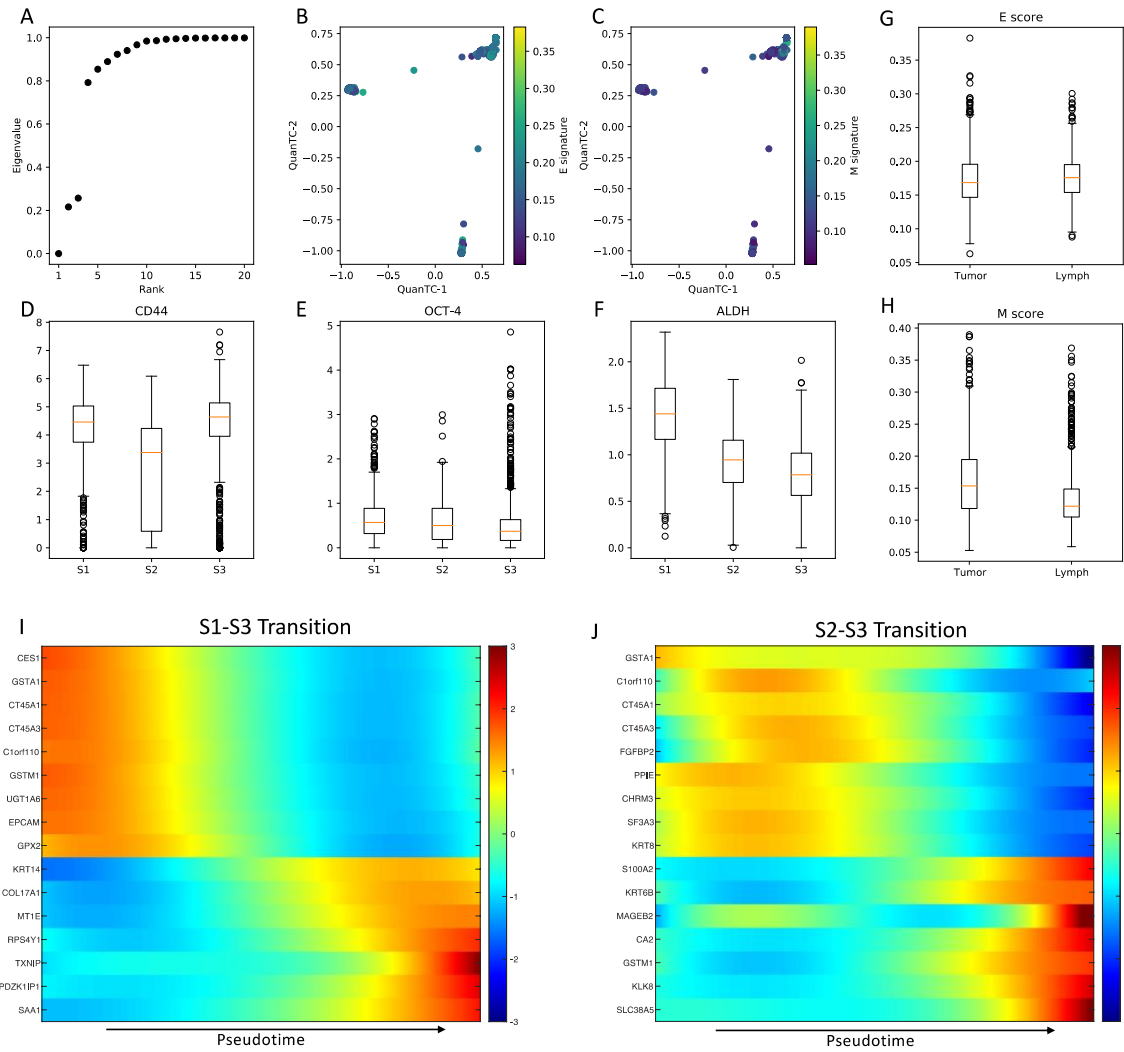 A
1.0
0.8
0.6
0.4
0.2
0.0
Eigenvalue
1
5
10
15
20
Rank
B
0.75
0.50
0.25
0.00
−0.25
−0.50
−0.75
−1.00
QuanTC-2
−1.0
−0.5
0.0
0.5
QuanTC-1
0.35
0.30
0.25
0.20
0.15
0.10
E signature
C
0.75
0.50
0.25
0.00
−0.25
−0.50
−0.75
−1.00
QuanTC-2
−1.0
−0.5
0.0
0.5
QuanTC-1
0.35
0.30
0.25
0.20
0.15
0.10
M signature
G
E score
0.35
0.30
0.25
0.20
0.15
0.10
0.05
Tumor
Lymph
D
CD44
8
7
6
5
4
3
2
1
0
S1
S2
S3
E
OCT-4
5
4
3
2
1
0
S1
S2
S3
F
ALDH
2.0
1.5
1.0
0.5
0.0
S1
S2
S3
H
M score
0.40
0.35
0.30
0.25
0.20
0.15
0.10
0.05
Tumor
Lymph
I
S1-S3 Transition
CES1
GSTA1
CT45A1
CT45A3
C1orf110
GSTM1
UGT1A6
EPCAM
GPX2
KRT14
COL17A1
MT1E
RPS4Y1
TXNIP
PDZK1IP1
SAA1
3
2
1
0
-1
-2
-3
Pseudotime
J
S2-S3 Transition
GSTA1
C1orf110
CT45A1
CT45A3
FGFBP2
PPIE
CHRM3
SF3A3
KRT8
S100A2
KRT6B
MAGEB2
CA2
GSTM1
KLK8
SLC38A5
Pseudotime